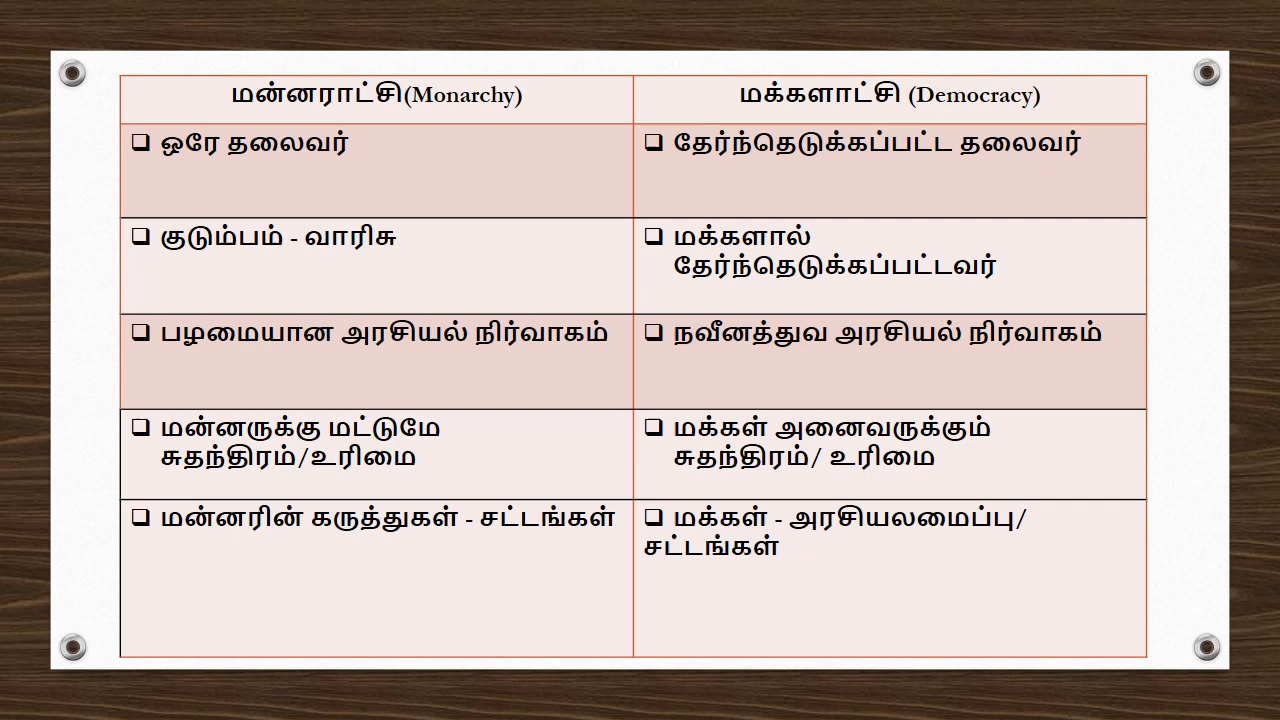 மன்னராட்சி(Monarchy)
மக்களாட்சி (Democracy)
❑ ஒரே தலைவர்
❑ தேர்ந்தெடுக்கப்பட்ட தலைவர்
❑ குடும்பம் - வாரிசு
❑ மக்களால்
தேர்ந்தெடுக்கப்பட்டவர்
❑ பழமையான அரசியல் நிர்வாகம்
❑ நவீனத்துவ அரசியல் நிர்வாகம்
❑ மன்னருக்கு மட்டுமே
சுதந்திரம்/உரிமை
❑ மக்கள் அனைவருக்கும்
சுதந்திரம்/ உரிமை
❑ மன்னரின் கருத்துகள் - சட்டங்கள்
❑ மக்கள் - அரசியலமைப்பு/
சட்டங்கள்